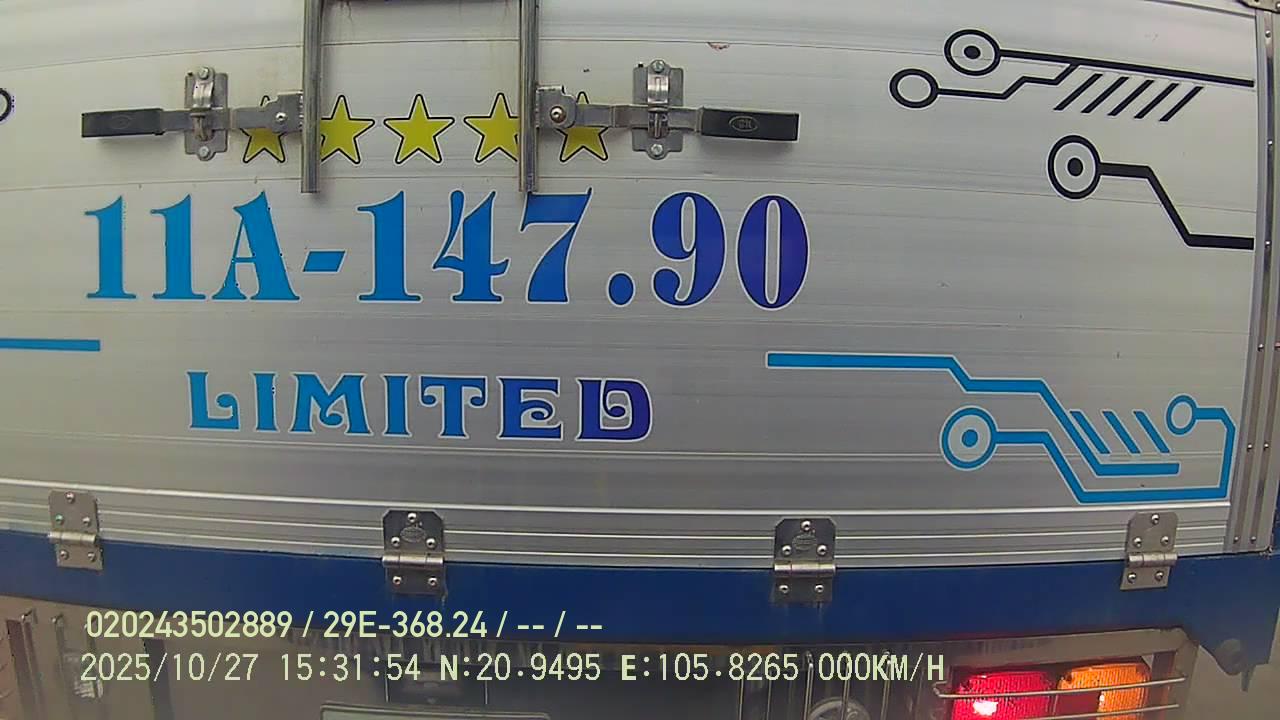 11A-147.90
LIMITED
020243502889 / 29E-368.24 / -- / --
2025/10/27 15:31:54 N:20.9495 E:105.8265 000KM/H